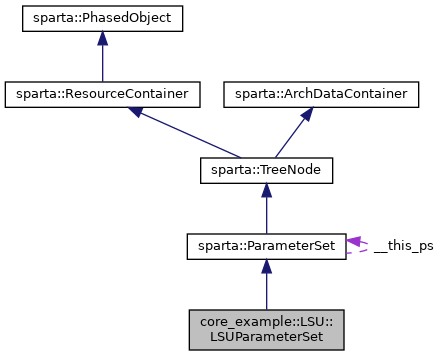 sparta::PhasedObject
sparta::ResourceContainer
sparta::ArchDataContainer
sparta::TreeNode
sparta::ParameterSet
__this_ps
core_example::LSU::
LSUParameterSet